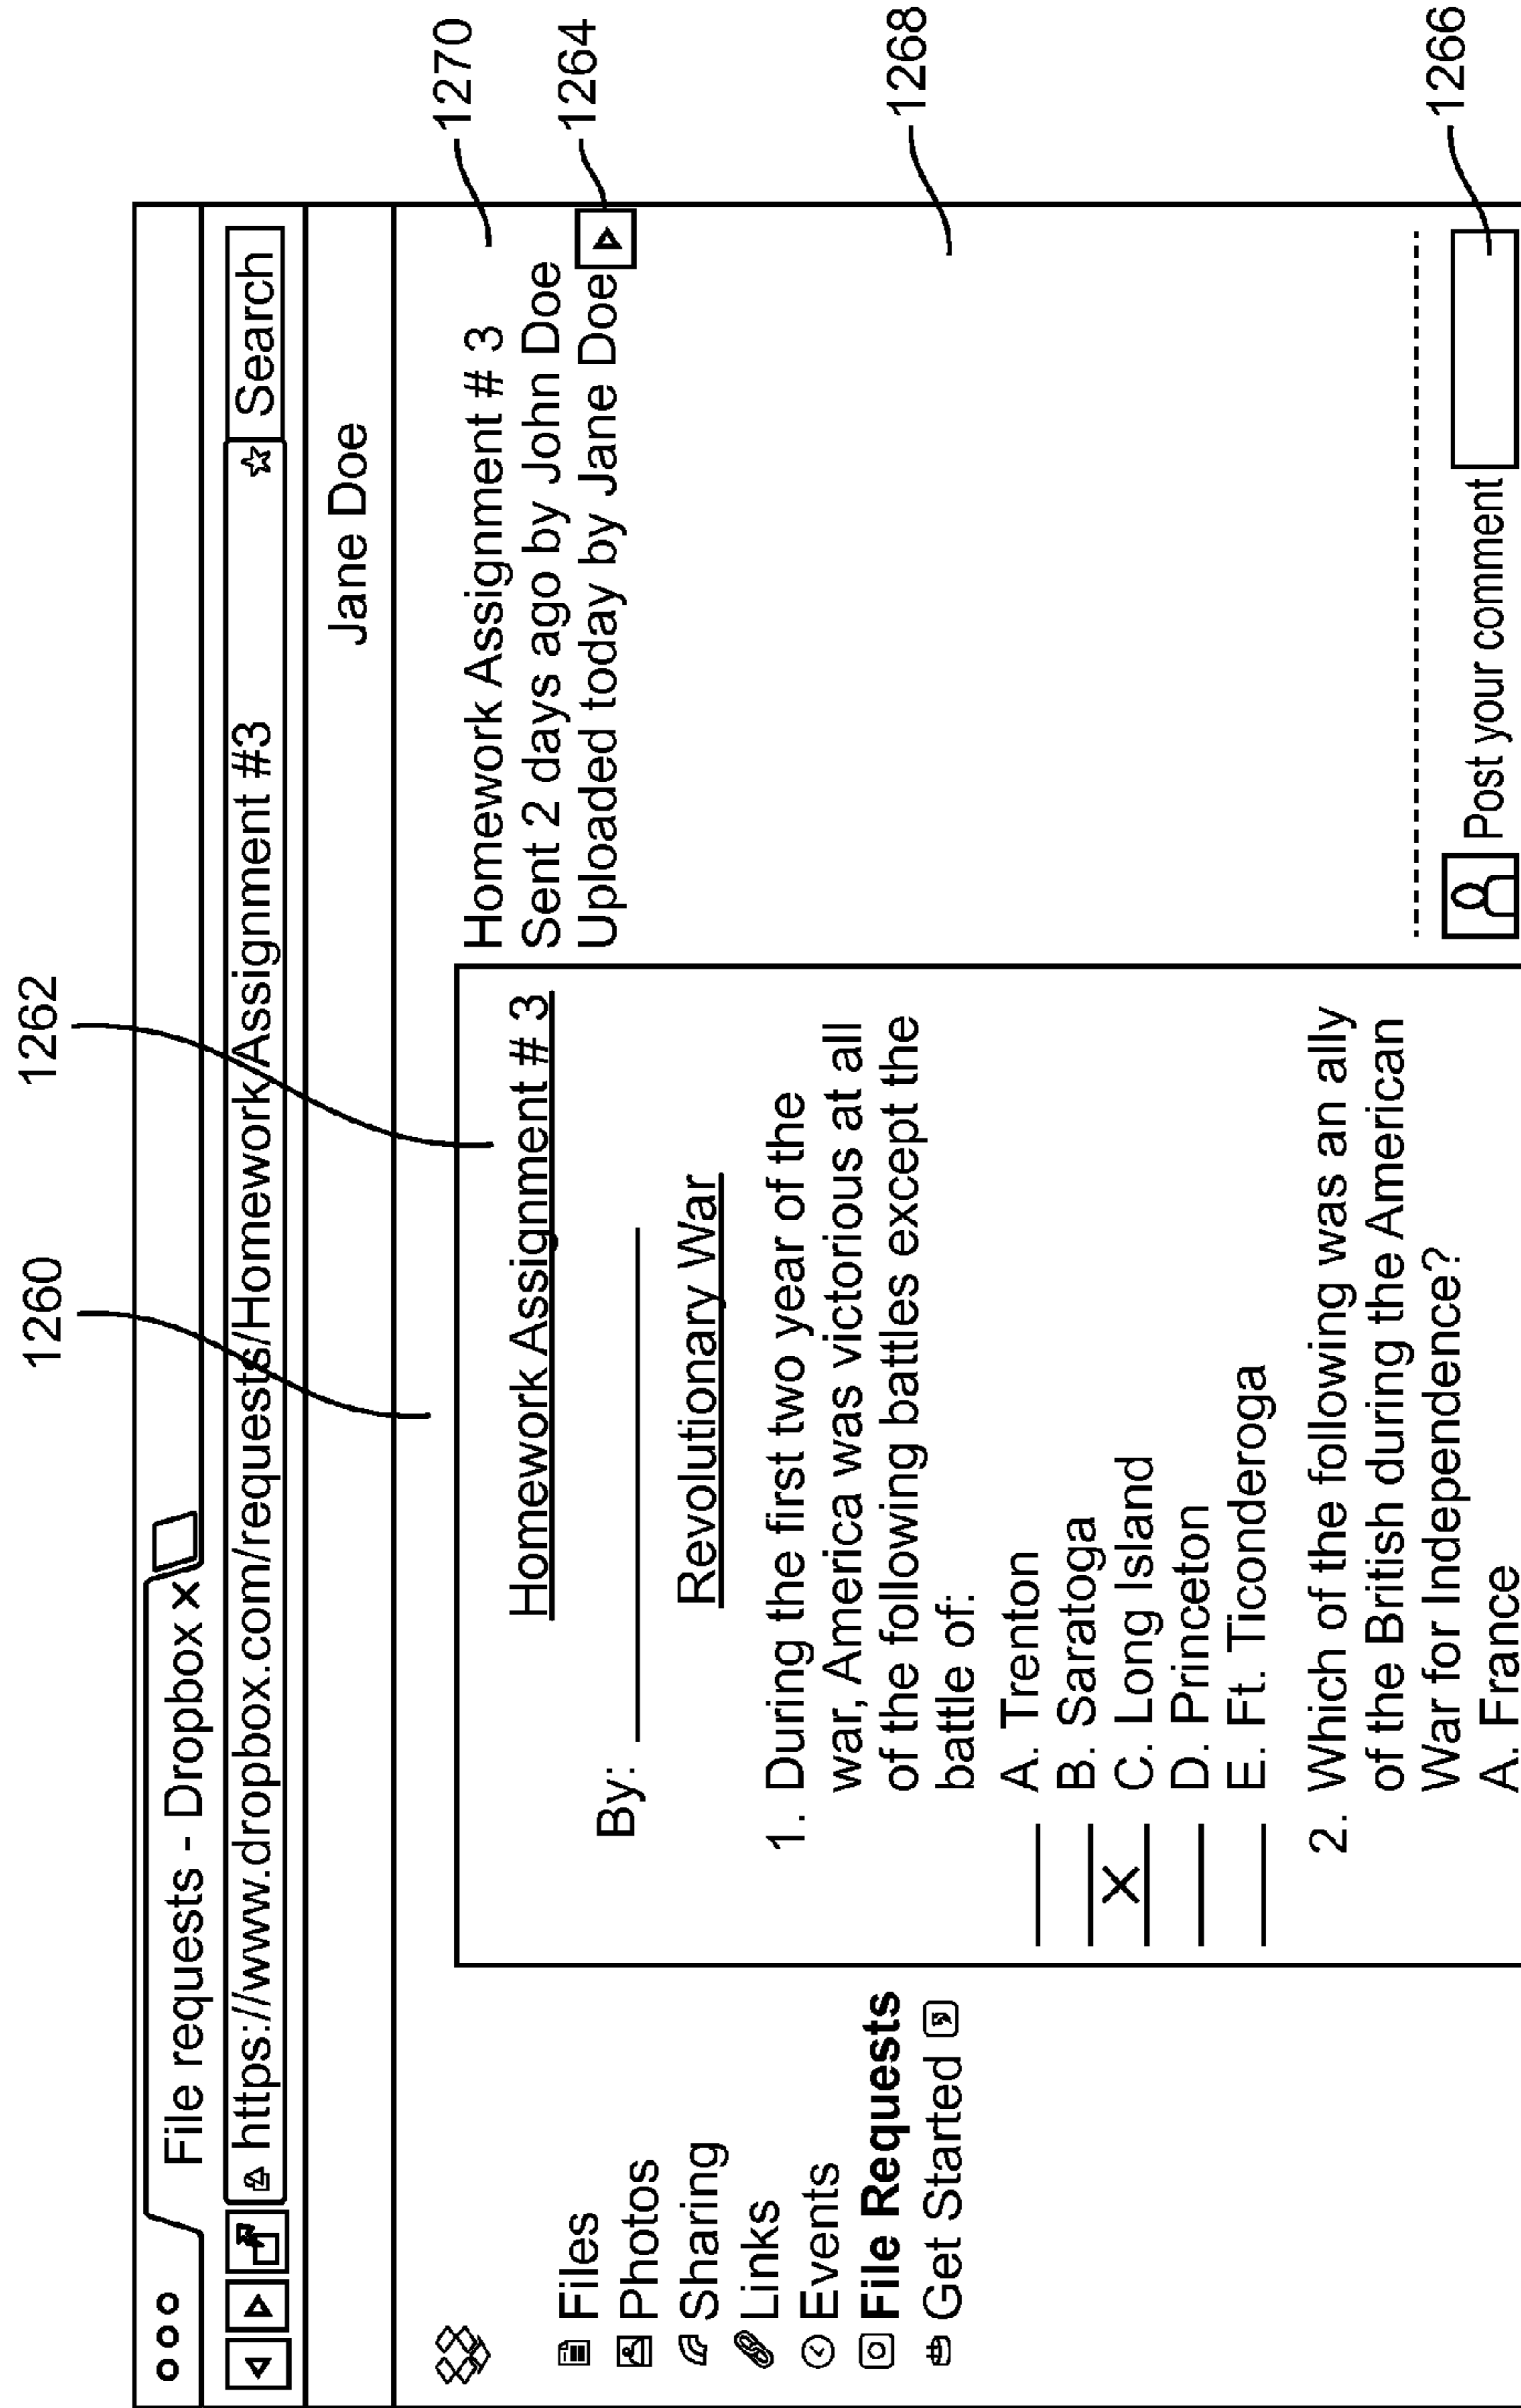 1260
1262
File requests - Dropbox X
https://www.dropbox.com/requests/Homework Assignment #3
Search
Jane Doe
Files
Photos
Sharing
Links
Events
File Requests
Get Started
Homework Assignment # 3
By:
Revolutionary War
1. During the first two year of the
war, America was victorious at all
of the following battles except the
battle of:
A. Trenton
B. Saratoga
X C. Long Island
D. Princeton
E. Ft. Ticonderoga
2. Which of the following was an ally
of the British during the American
War for Independence?
A. France
Homework Assignment # 3
Sent 2 days ago by John Doe
Uploaded today by Jane Doe
Post your comment
1270
1264
1268
1266